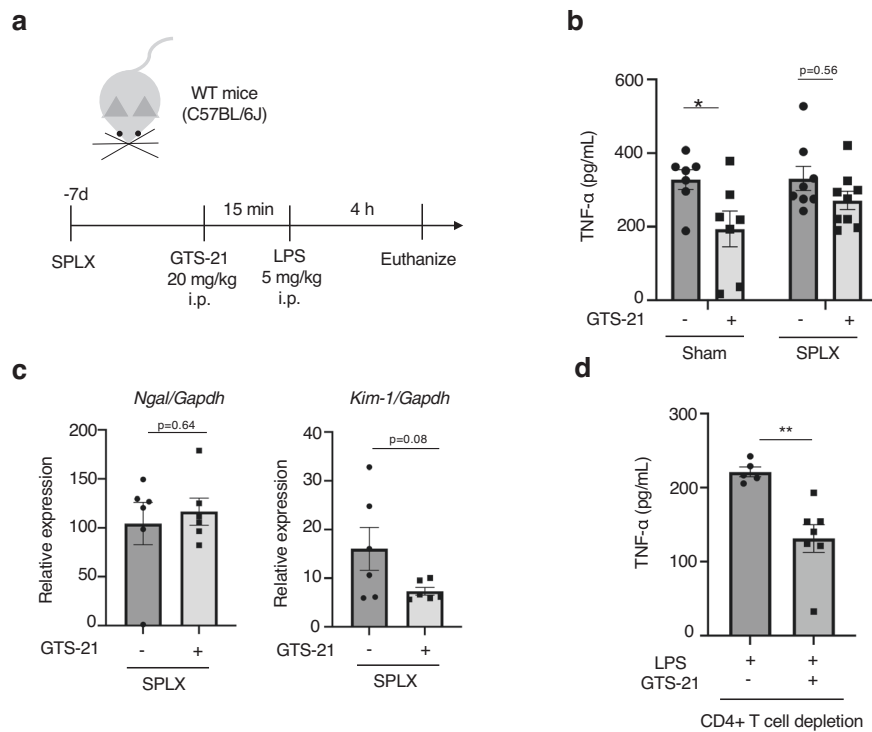 a
WT mice
(C57BL/6J)
-7d
15 min
4 h
SPLX
GTS-21
20 mg/kg
i.p.
LPS
5 mg/kg
i.p.
Euthanize
b
TNF-α (pg/mL)
600
400
200
0
*
p=0.56
GTS-21
- + - +
Sham SPLX
c
Ngal/Gapdh
Relative expression
200
150
100
50
0
p=0.64
GTS-21 - +
SPLX
Kim-1/Gapdh
Relative expression
40
30
20
10
0
p=0.08
GTS-21 - +
SPLX
d
TNF-α (pg/mL)
300
200
100
0
**
LPS + +
GTS-21 - +
CD4+ T cell depletion